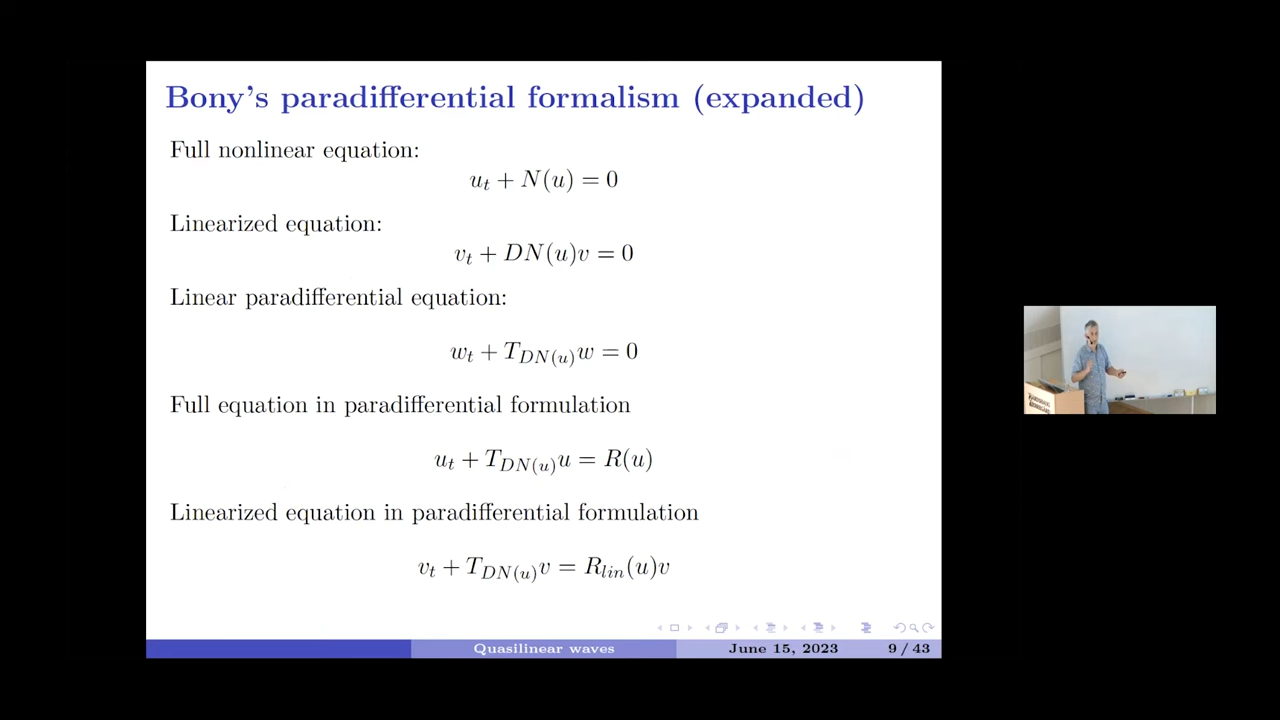 Bony's paradifferential formalism (expanded)
Full nonlinear equation:
u_t + N(u) = 0
Linearized equation:
v_t + DN(u)v = 0
Linear paradifferential equation:
w_t + T_{DN(u)}w = 0
Full equation in paradifferential formulation
u_t + T_{DN(u)}u = R(u)
Linearized equation in paradifferential formulation
v_t + T_{DN(u)}v = R_{lin}(u)v
Quasilinear waves June 15, 2023 9 / 43